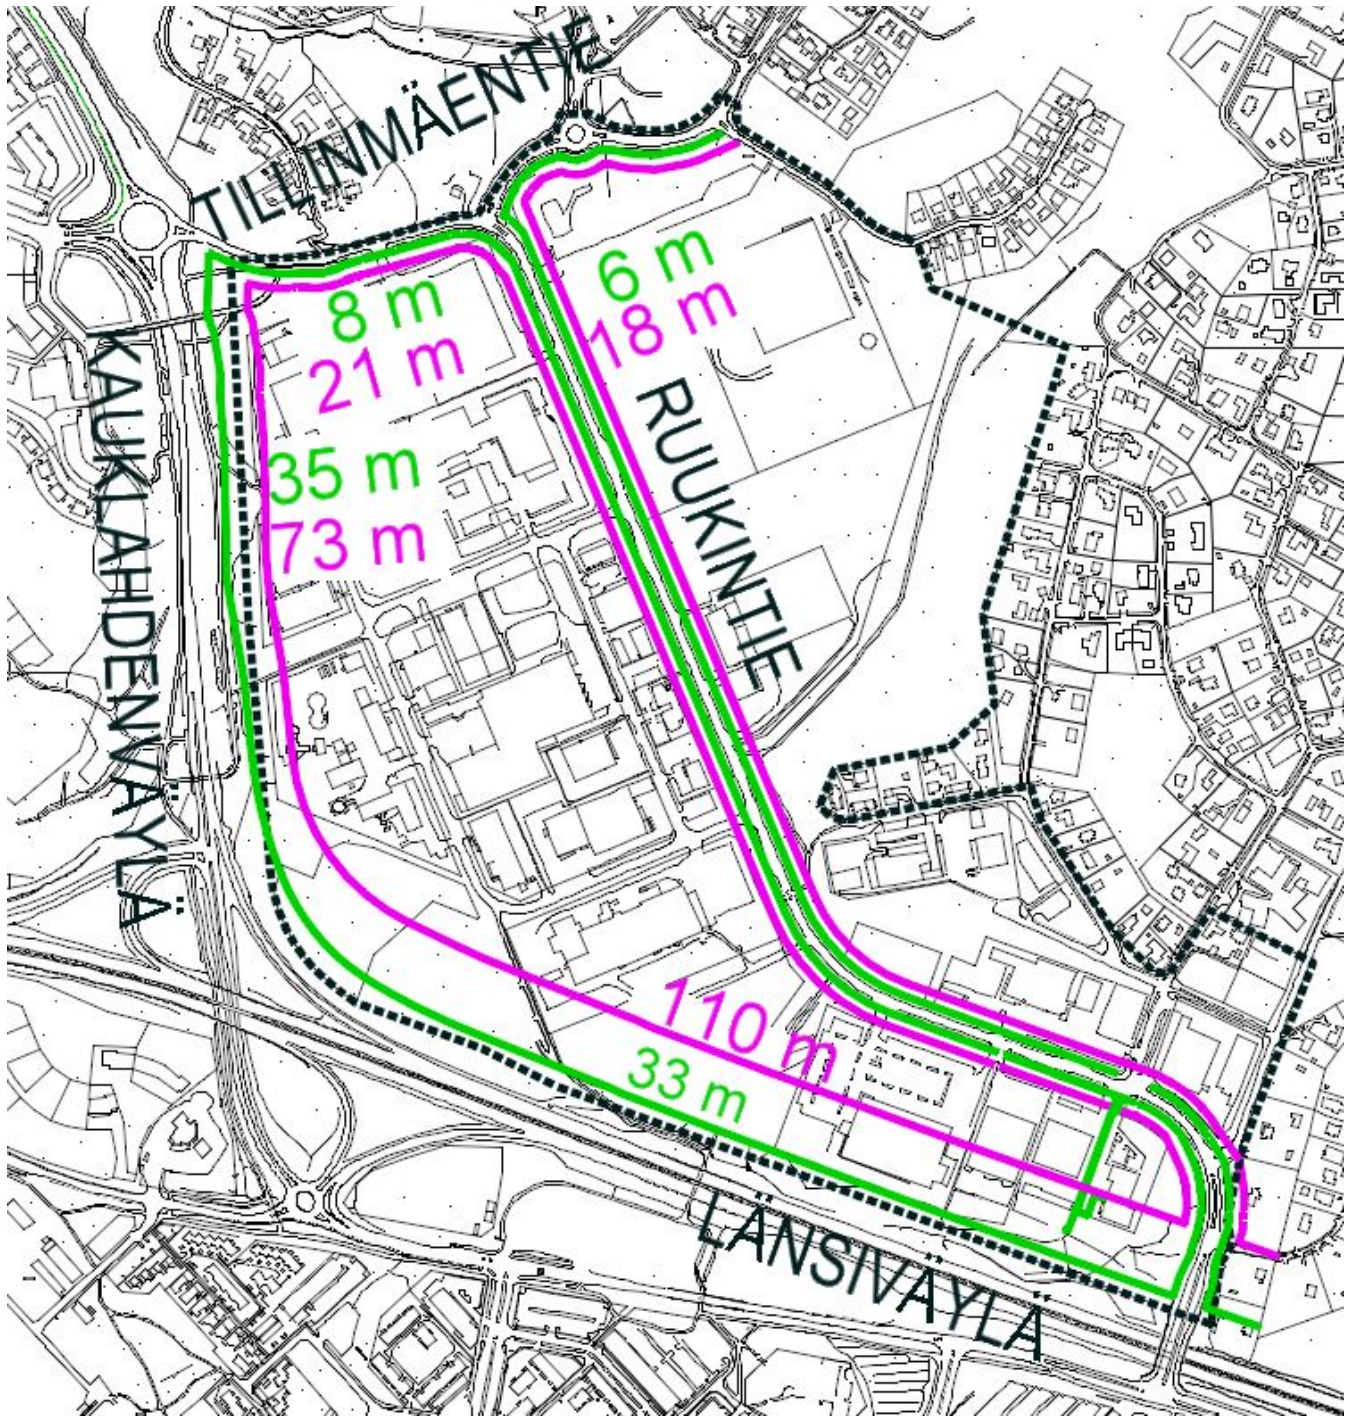 TILLINMÄENTIE
6 m
18 m
8 m
21 m
KAUKLAHDENVÄYLÄ
RUUKINTIE
35 m
73 m
110 m
33 m
LÄNSIVÄYLÄ